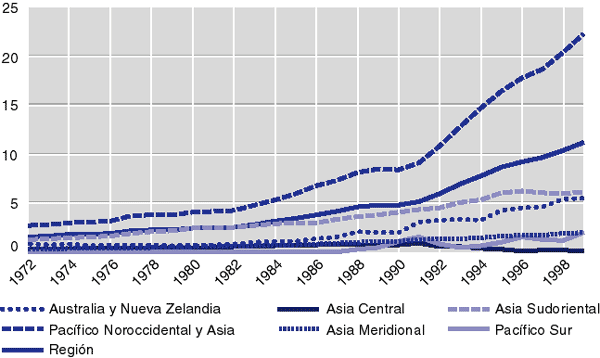 25
20
15
10
5
0
1972 1974 1976 1978 1980 1982 1984 1986 1988 1990 1992 1994 1996 1998
Australia y Nueva Zelandia Asia Central Asia Sudoriental
Pacífico Noroccidental y Asia Asia Meridional Pacífico Sur
Región